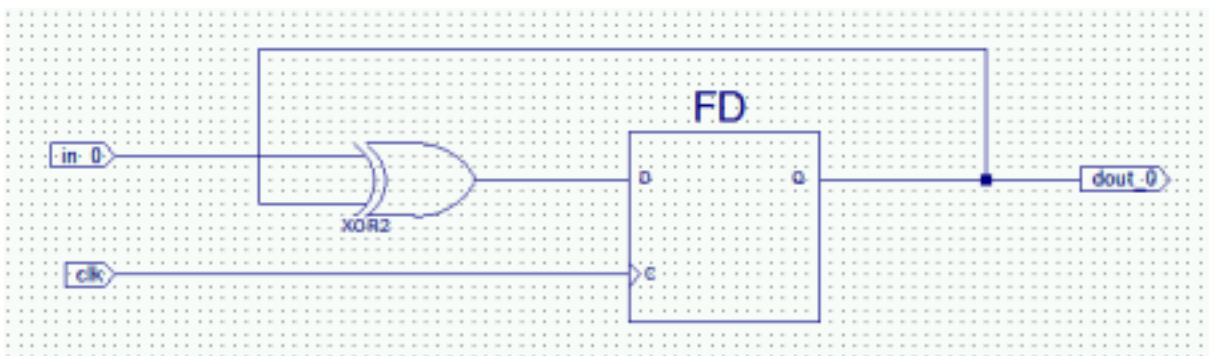 FD
in_0
D
Q
dout_0
XOR2
clk
C